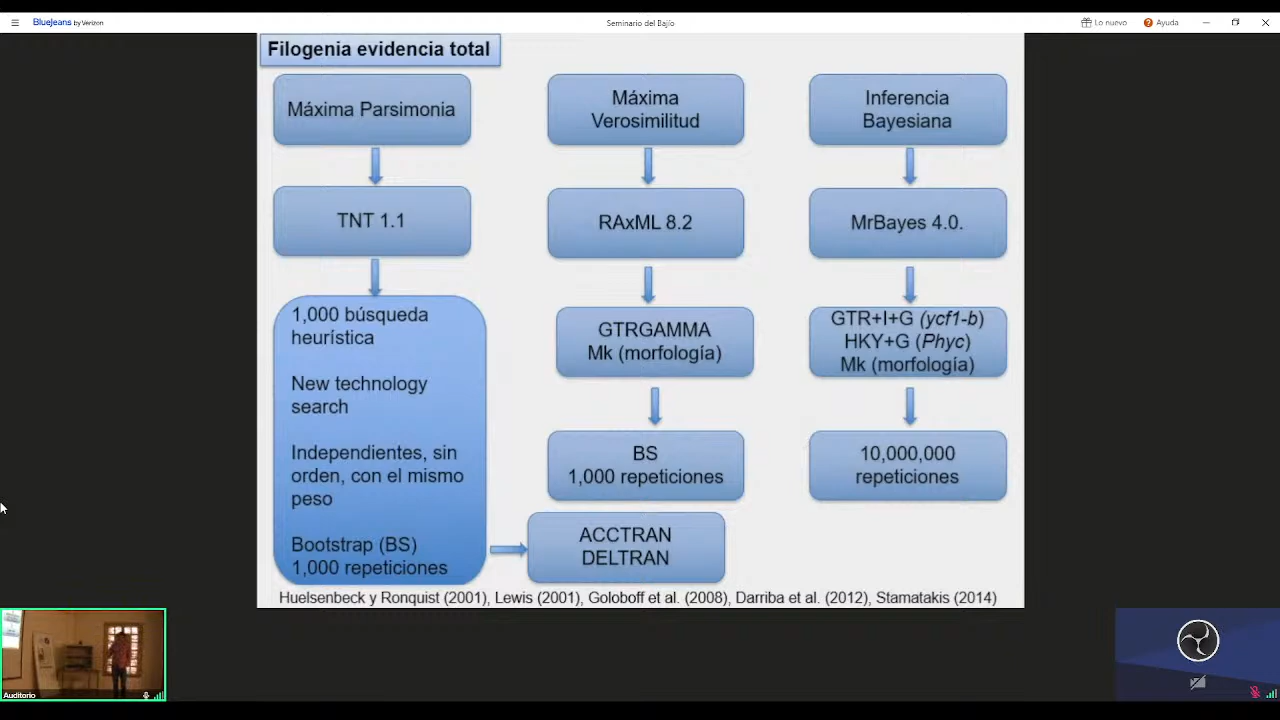 BlueJeans by Verizon
Seminario del Bajío
Lo nuevo
Ayuda
Filogenia evidencia total
Máxima Parsimonia
Máxima
Verosimilitud
Inferencia
Bayesiana
TNT 1.1
RAxML 8.2
MrBayes 4.0.
1,000 búsqueda
heurística
New technology
search
Independientes, sin
orden, con el mismo
peso
Bootstrap (BS)
1,000 repeticiones
GTRGAMMA
Mk (morfología)
GTR+I+G (ycf1-b)
HKY+G (Phyc)
Mk (morfología)
BS
1,000 repeticiones
10,000,000
repeticiones
ACCTRAN
DELTRAN
Huelsenbeck y Ronquist (2001), Lewis (2001), Goloboff et al. (2008), Darriba et al. (2012), Stamatakis (2014)
Auditorio